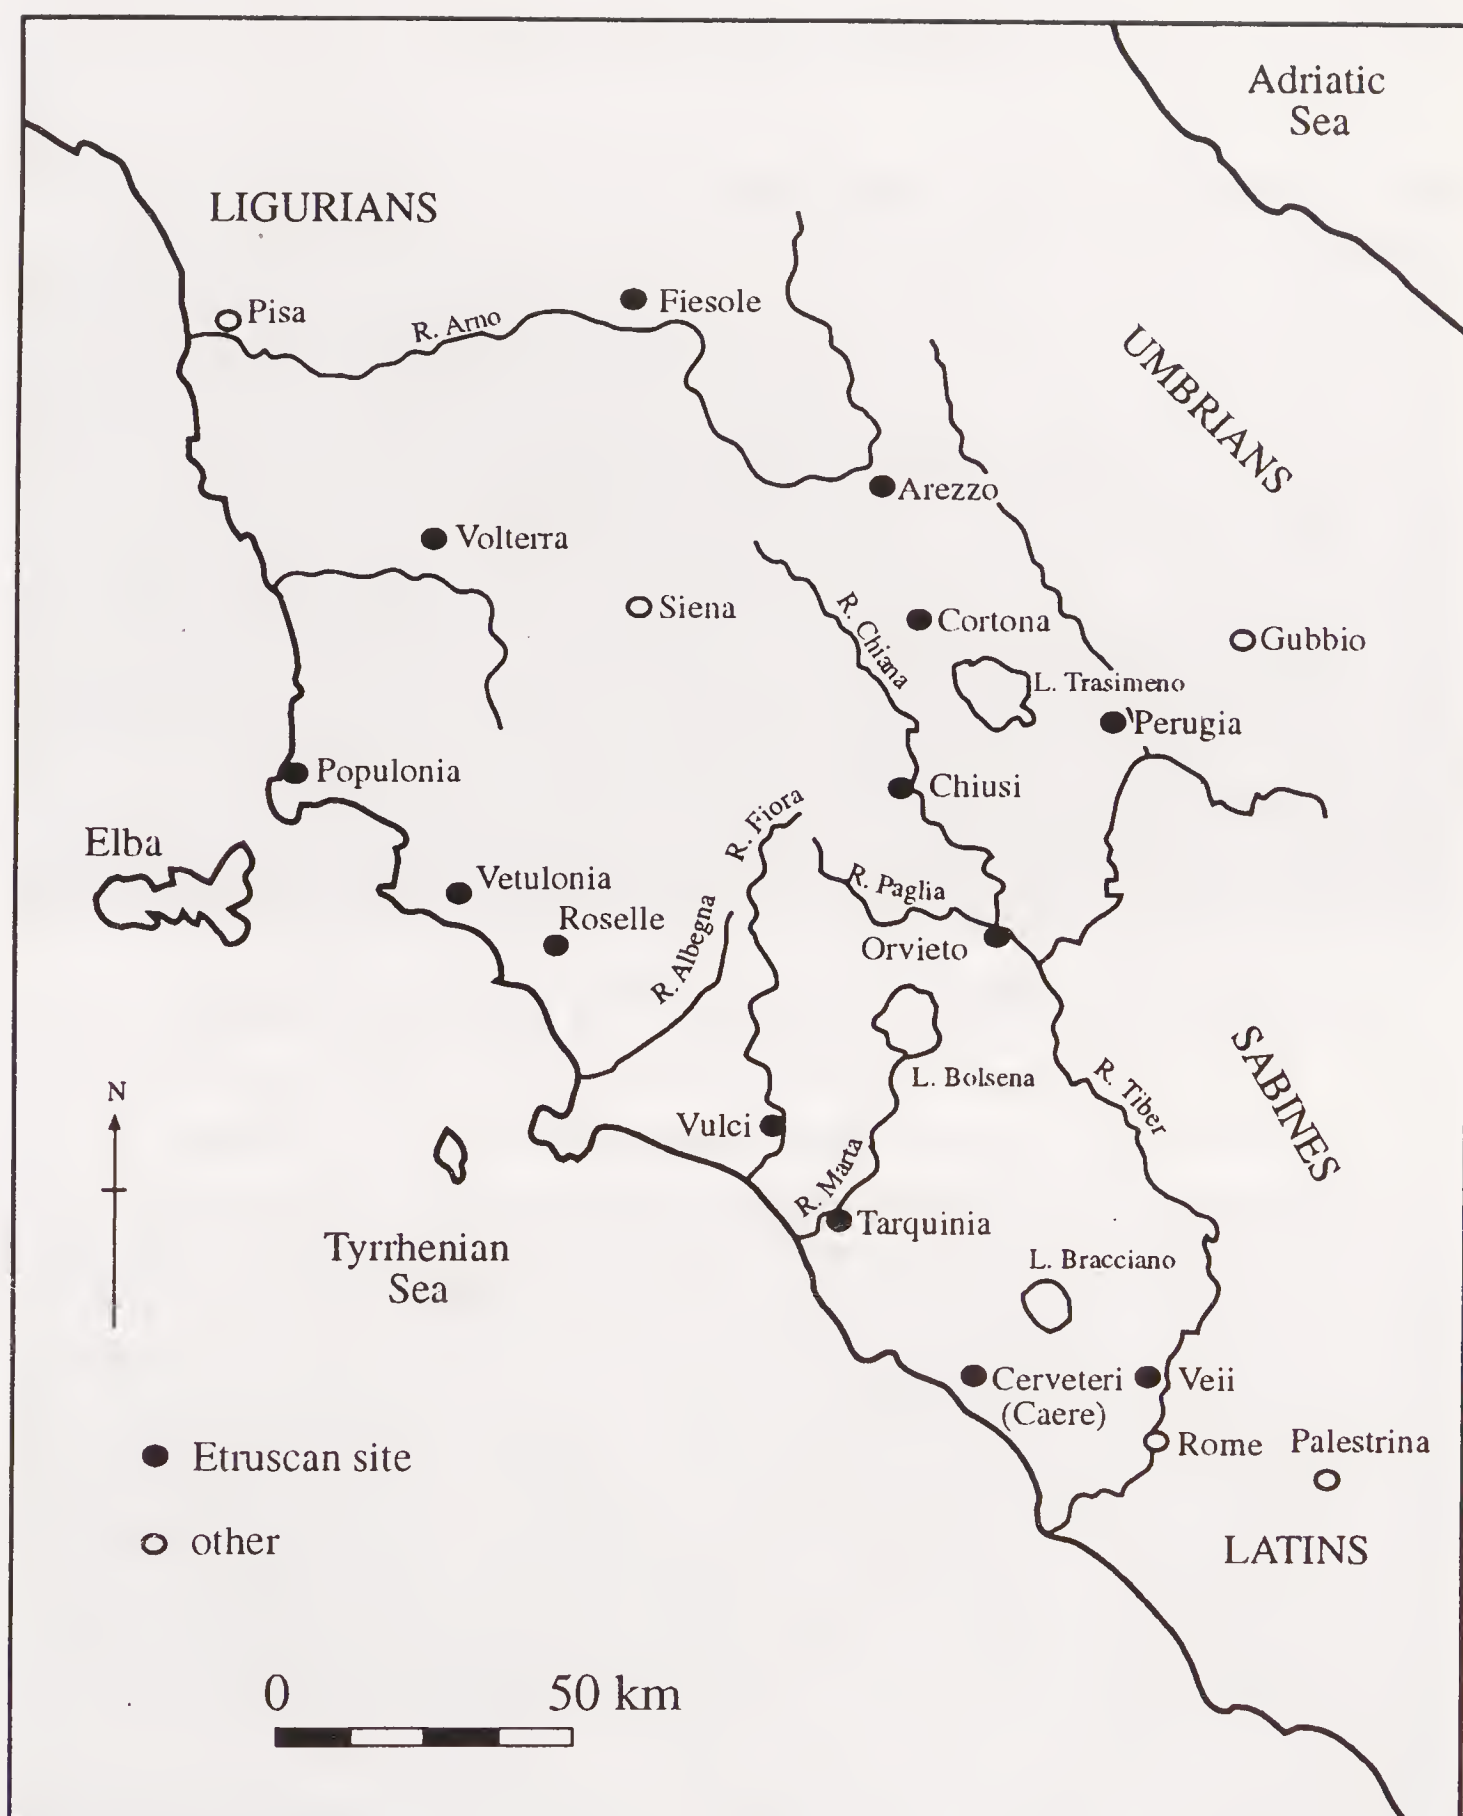 Adriatic
Sea
LIGURIANS
Pisa
R. Arno
Fiesole
UMBRIANS
Arezzo
Volterra
Siena
R. Chiana
Cortona
Gubbio
L. Trasimeno
Perugia
Populonia
Chiusi
R. Fiora
Elba
Vetulonia
R. Paglia
Roselle
R. Albegna
Orvieto
SABINES
L. Bolsena
R. Tiber
N
Vulci
R. Marta
Tarquinia
Tyrrhenian
Sea
L. Bracciano
Cerveteri
(Caere)
Veii
Rome
Palestrina
Etruscan site
other
LATINS
0 50 km